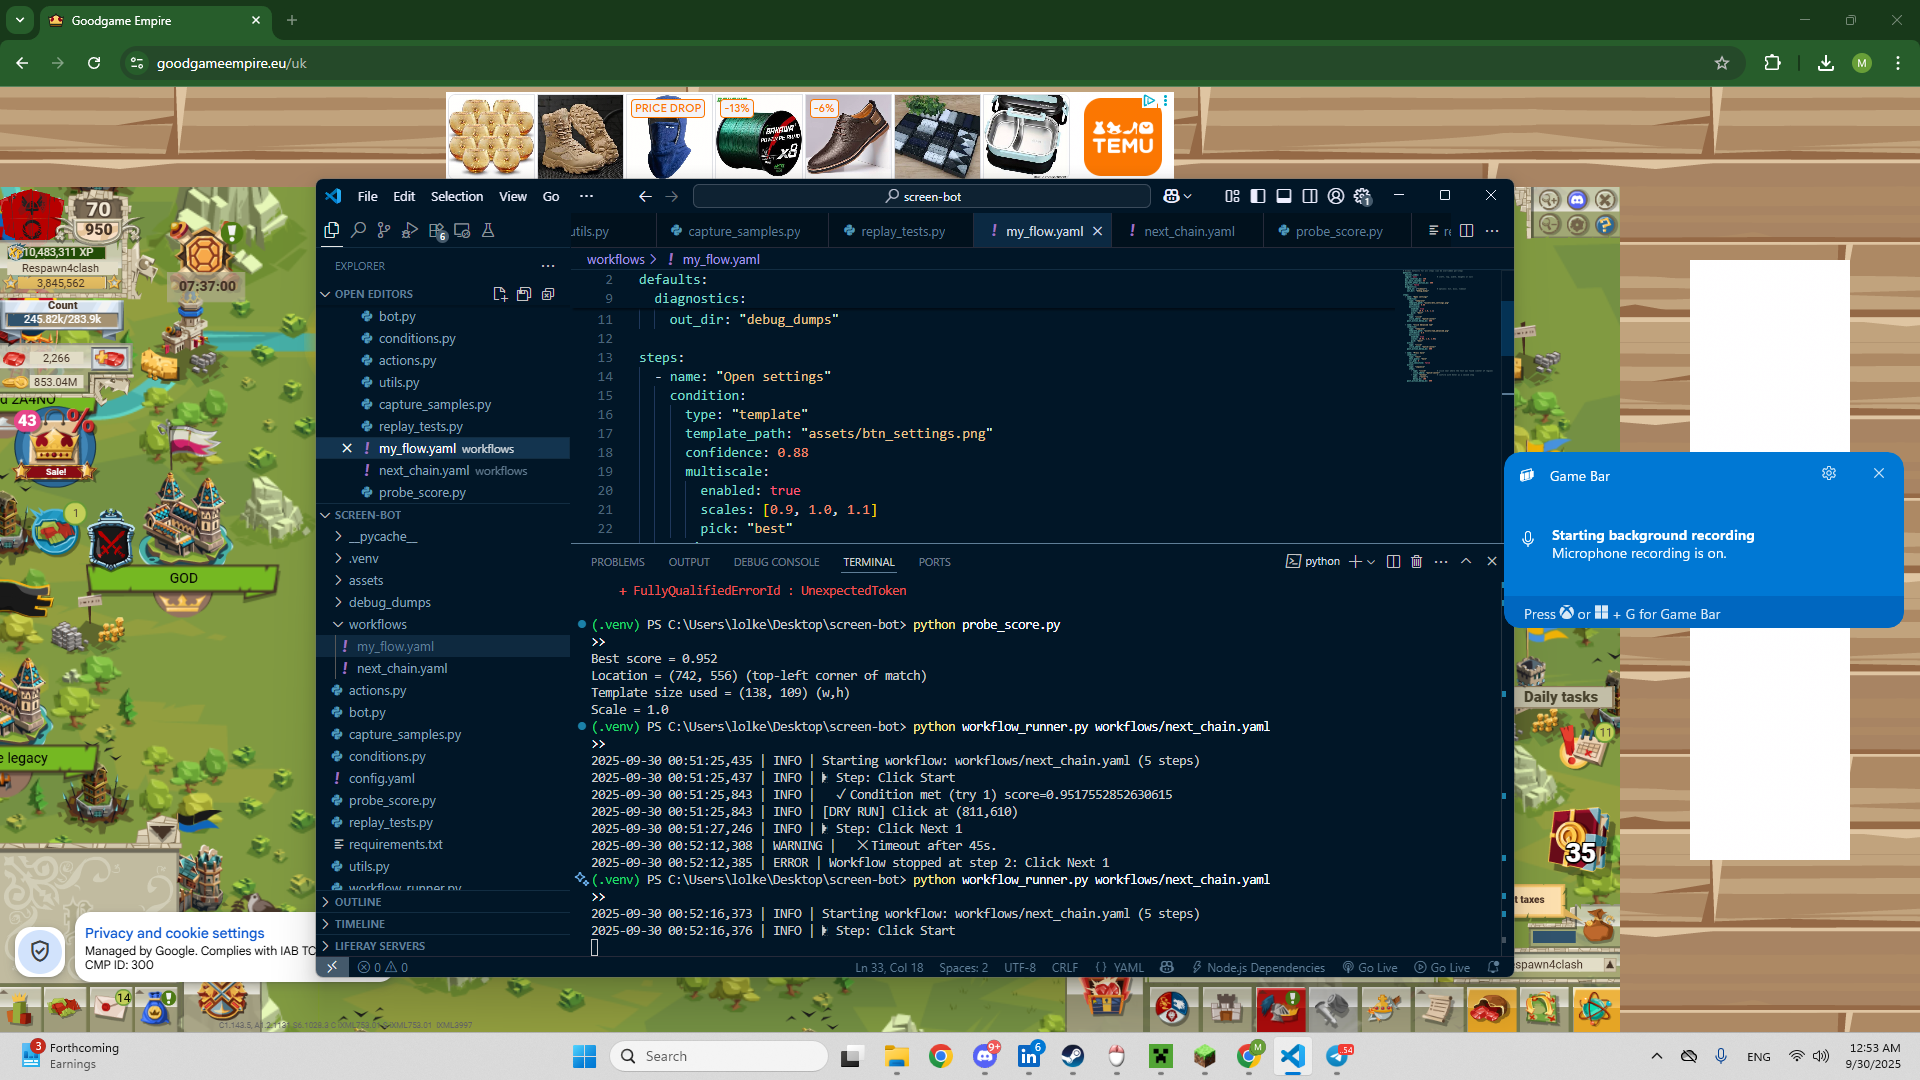 Goodgame Empire
goodgameempire.eu/uk
PRICE DROP
-13%
-6%
TEMU
70
950
10,483,311 XP
Respawn4clash
3,845,562
Count
245.82k/283.9k
2,266
853.04M
07:37:00
43
%
Sale!
1
GOD
e legacy
File Edit Selection View Go
screen-bot
utils.py
capture_samples.py
replay_tests.py
! my_flow.yaml
! next_chain.yaml
probe_score.py
EXPLORER
OPEN EDITORS
bot.py
conditions.py
actions.py
utils.py
capture_samples.py
replay_tests.py
! my_flow.yaml workflows
! next_chain.yaml workflows
probe_score.py
SCREEN-BOT
__pycache__
.venv
assets
debug_dumps
workflows
! my_flow.yaml
! next_chain.yaml
actions.py
bot.py
capture_samples.py
conditions.py
! config.yaml
probe_score.py
replay_tests.py
requirements.txt
utils.py
workflow_runner.py
OUTLINE
TIMELINE
LIFERAY SERVERS
workflows > ! my_flow.yaml
2 defaults:
9 diagnostics:
11 out_dir: "debug_dumps"
12
13 steps:
14 - name: "Open settings"
15 condition:
16 type: "template"
17 template_path: "assets/btn_settings.png"
18 confidence: 0.88
19 multiscale:
20 enabled: true
21 scales: [0.9, 1.0, 1.1]
22 pick: "best"
PROBLEMS OUTPUT DEBUG CONSOLE TERMINAL PORTS
python
+ FullyQualifiedErrorId : UnexpectedToken
(.venv) PS C:\Users\lolke\Desktop\screen-bot> python probe_score.py
>>
Best score = 0.952
Location = (742, 556) (top-left corner of match)
Template size used = (138, 109) (w,h)
Scale = 1.0
(.venv) PS C:\Users\lolke\Desktop\screen-bot> python workflow_runner.py workflows/next_chain.yaml
>>
2025-09-30 00:51:25,435 | INFO | Starting workflow: workflows/next_chain.yaml (5 steps)
2025-09-30 00:51:25,437 | INFO | ▶ Step: Click Start
2025-09-30 00:51:25,843 | INFO | ✓ Condition met (try 1) score=0.9517552852630615
2025-09-30 00:51:25,843 | INFO | [DRY RUN] Click at (811,610)
2025-09-30 00:51:27,246 | INFO | ▶ Step: Click Next 1
2025-09-30 00:52:12,308 | WARNING | ✕ Timeout after 45s.
2025-09-30 00:52:12,385 | ERROR | Workflow stopped at step 2: Click Next 1
(.venv) PS C:\Users\lolke\Desktop\screen-bot> python workflow_runner.py workflows/next_chain.yaml
>>
2025-09-30 00:52:16,373 | INFO | Starting workflow: workflows/next_chain.yaml (5 steps)
2025-09-30 00:52:16,376 | INFO | ▶ Step: Click Start
0 0
Ln 33, Col 18 Spaces: 2 UTF-8 CRLF {} YAML Node.js Dependencies Go Live Go Live
Game Bar
Starting background recording
Microphone recording is on.
Press or + G for Game Bar
Daily tasks
11
35
t taxes
spawn4clash
Privacy and cookie settings
Managed by Google. Complies with IAB TC
CMP ID: 300
14
3
Forthcoming
Earnings
Search
9+
6
54
ENG
12:53 AM
9/30/2025